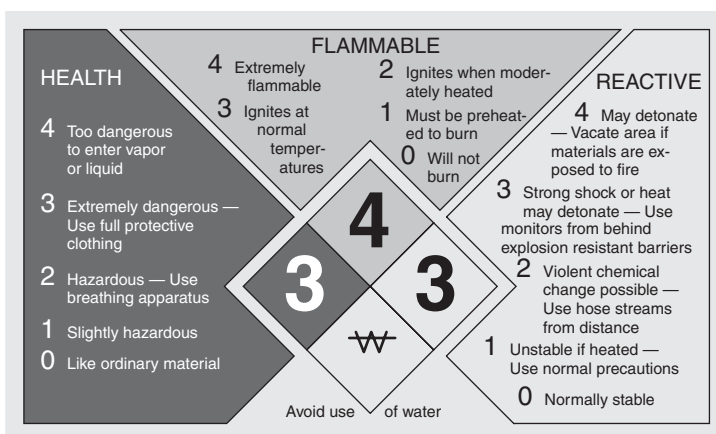 HEALTH
4 Too dangerous
to enter vapor
or liquid
3 Extremely dangerous —
Use full protective
clothing
2 Hazardous — Use
breathing apparatus
1 Slightly hazardous
0 Like ordinary material
FLAMMABLE
4 Extremely
flammable
3 Ignites at
normal
temper-
atures
2 Ignites when moder-
ately heated
1 Must be preheat-
ed to burn
0 Will not
burn
REACTIVE
4 May detonate
— Vacate area if
materials are ex-
posed to fire
3 Strong shock or heat
may detonate — Use
monitors from behind
explosion resistant barriers
2 Violent chemical
change possible —
Use hose streams
from distance
1 Unstable if heated —
Use normal precautions
0 Normally stable
4
3 3
W
Avoid use of water